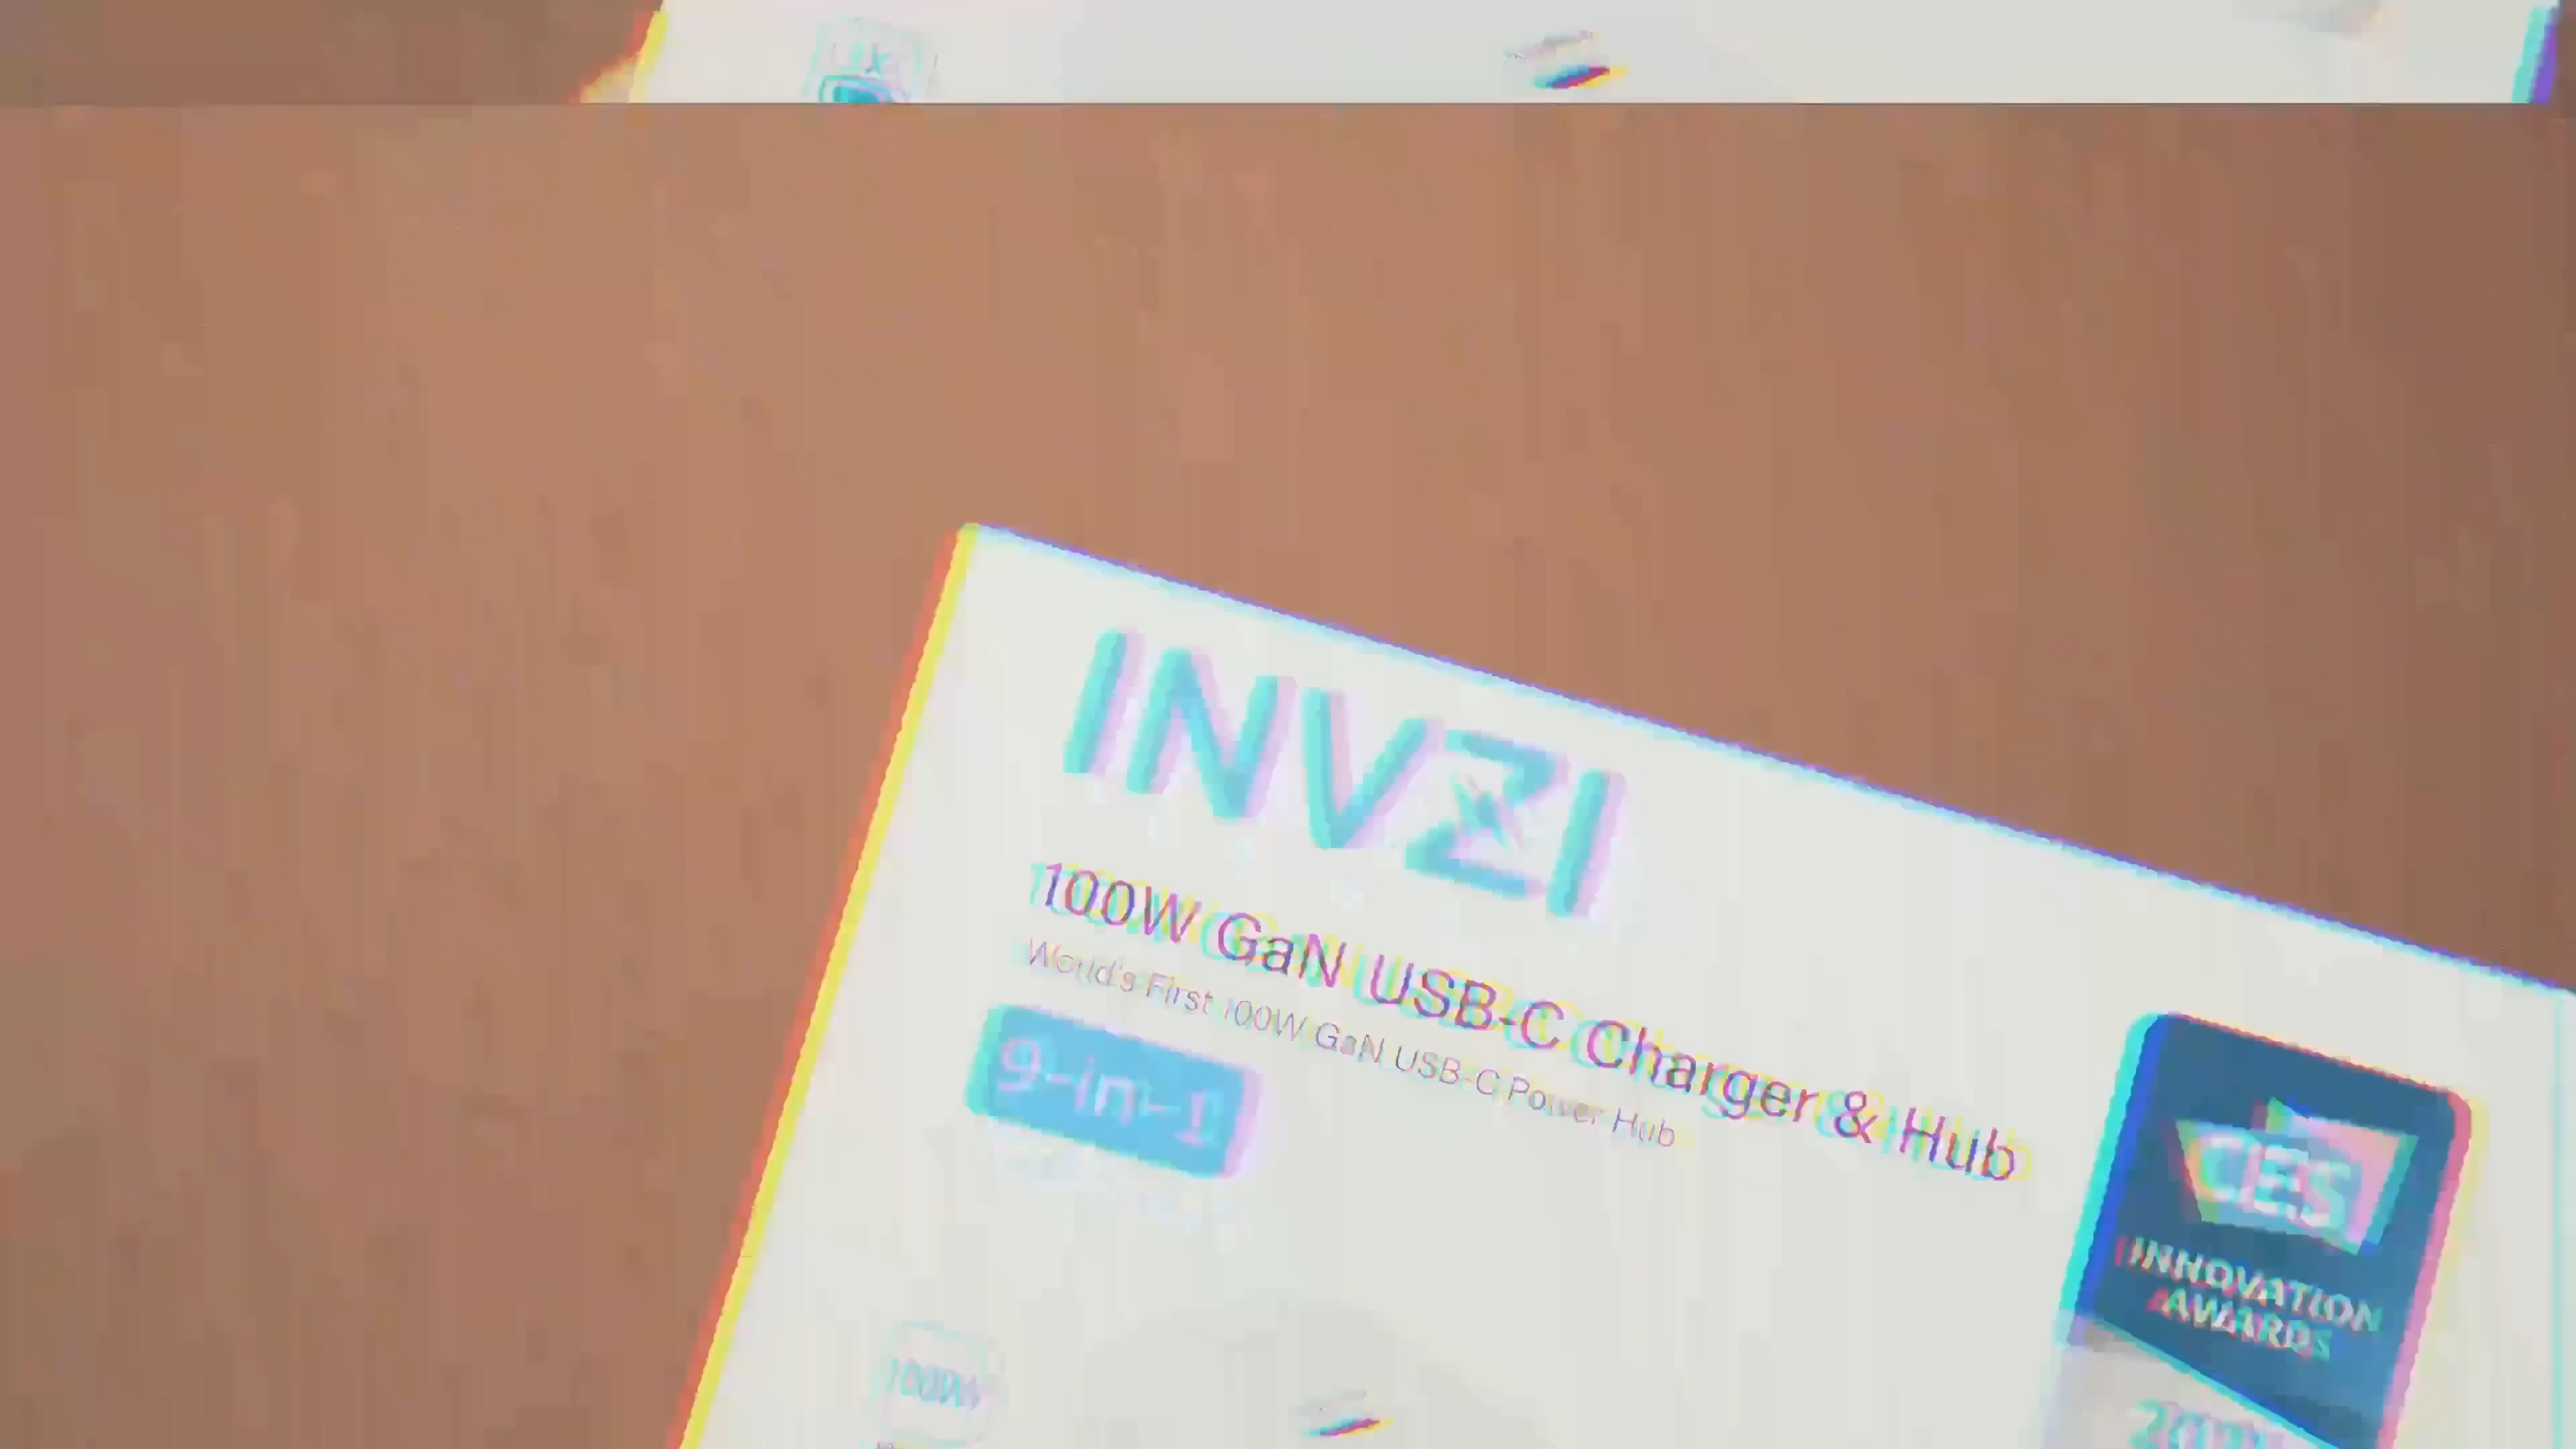 INVZI
100W GaN USB-C Charger & Hub
World's First 100W GaN USB-C Power Hub
9-in-1
CES
INNOVATION
AWARDS
100W